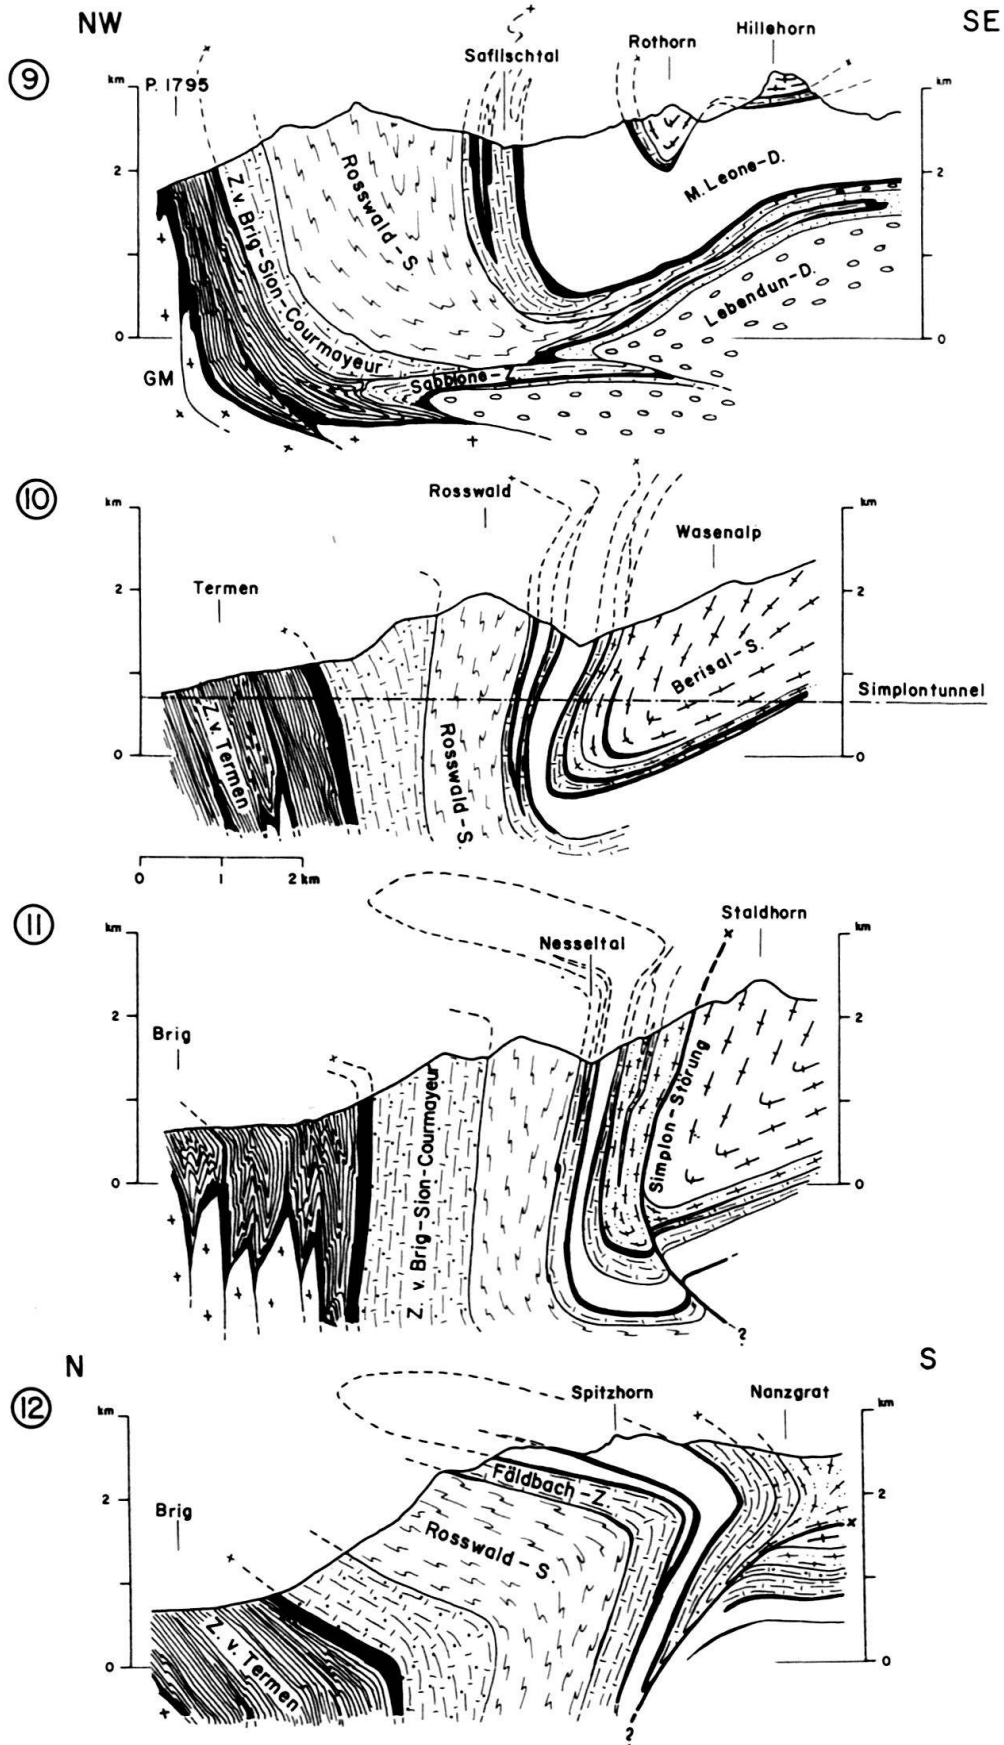 NW SE
9
Saflischtal Rothorn Hillehorn
km P. 1795 km
2 2
0 0
Z. v. Brig-Sion-Courmayeur
Rosswald-S.
M. Leone-D.
Lebendun-D.
Sabbione-Z.
GM
10
km Rosswald km
Wasenalp
Termen
2 2
Berisal-S.
Simplontunnel
0 0
Z. v. Termen
Rosswald-S.
0 1 2 km
11
km Nesseltal Staldhorn km
2 2
Brig
Z. v. Brig-Sion-Courmayeur
Simplon-Störung
0 0
?
N S
12
km Spitzhorn Nanzgrat km
2 2
Brig
Fäldbach-Z.
Rosswald-S.
Z. v. Termen
0 0
?